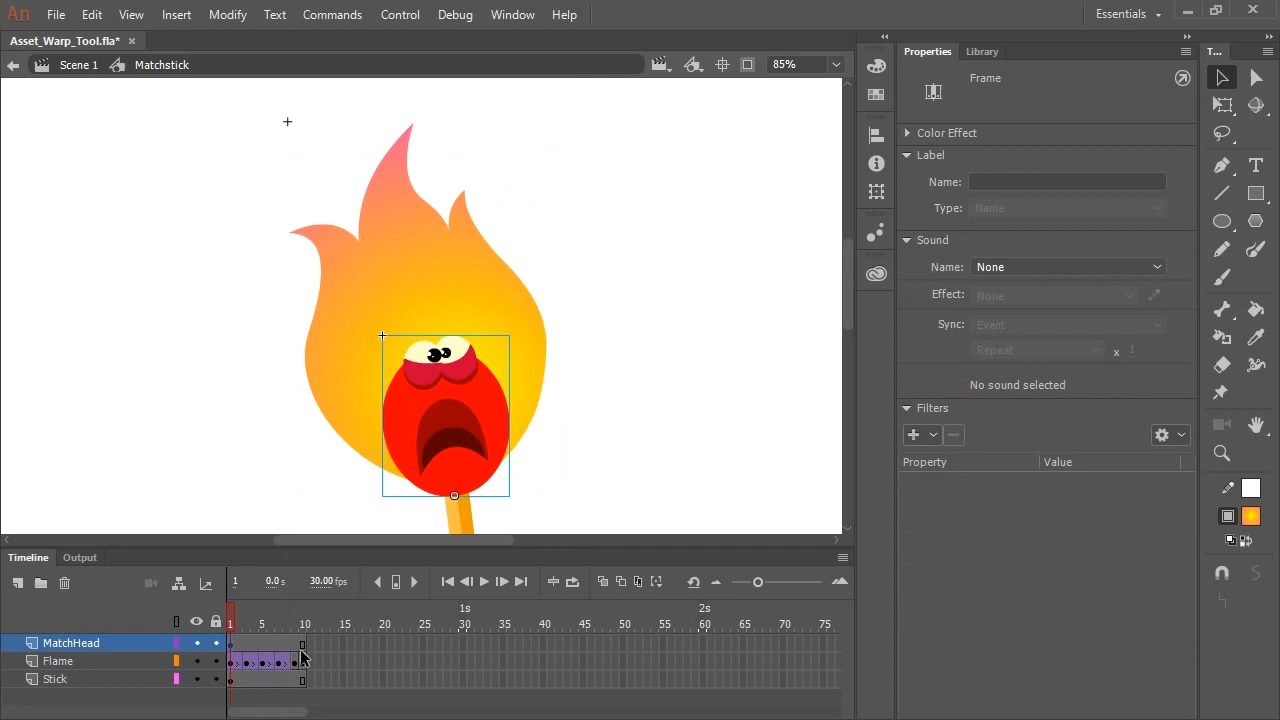 An File Edit View Insert Modify Text Commands Control Debug Window Help Essentials
Asset_Warp_Tool.fla* ×
Scene 1 Matchstick 85%
Properties Library T...
Frame
Color Effect
Label
Name:
Type: Name
Sound
Name: None
Effect: None
Sync: Event
Repeat x 1
No sound selected
Filters
Property Value
Timeline Output
1 0.0 s 30.00 fps
1s 2s
1 5 10 15 20 25 30 35 40 45 50 55 60 65 70 75
MatchHead
Flame
Stick